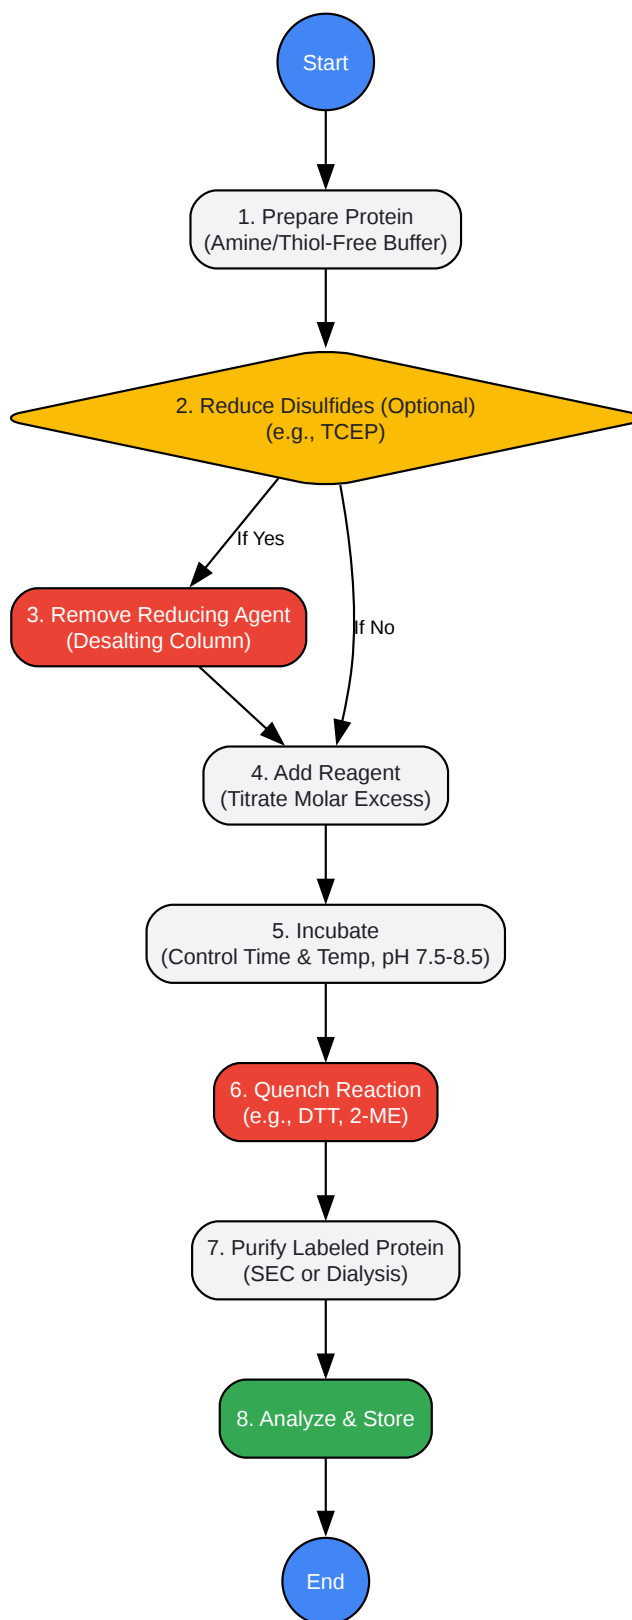 Start
1. Prepare Protein
(Amine/Thiol-Free Buffer)
2. Reduce Disulfides (Optional)
(e.g., TCEP)
If Yes
3. Remove Reducing Agent
(Desalting Column)
If No
4. Add Reagent
(Titrate Molar Excess)
5. Incubate
(Control Time & Temp, pH 7.5-8.5)
6. Quench Reaction
(e.g., DTT, 2-ME)
7. Purify Labeled Protein
(SEC or Dialysis)
8. Analyze & Store
End